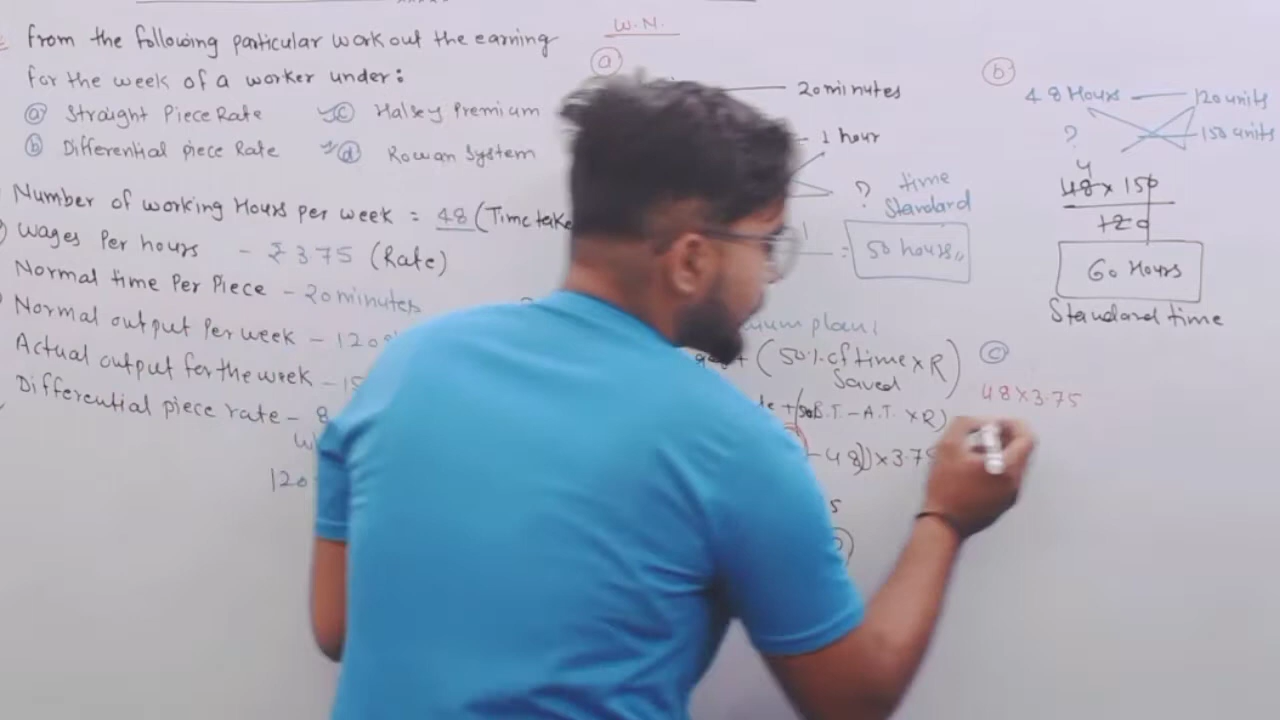 From the following particular work out the earning
for the week of a worker under:
(a) Straight Piece Rate (c) Halsey Premium
(b) Differential piece Rate (d) Rowan System
Number of working Hours per week = 48 (Time take
Wages Per hours - ₹ 3.75 (Rate)
Normal time Per Piece - 20 minutes
Normal output Per week - 120
Actual output for the week - 15
Differential piece rate - 8
120
W.N.
(a)
20 minutes
1 hour
? time
Standard
= 50 hours
plan:
+ (50% of time x R)
Saved
B.T. - A.T. x R)
- 48)) x 3.75
(b)
48 Hours 120 units
? 150 units
4
48 x 150
120
60 Hours
Standard time
(c)
48 x 3.75